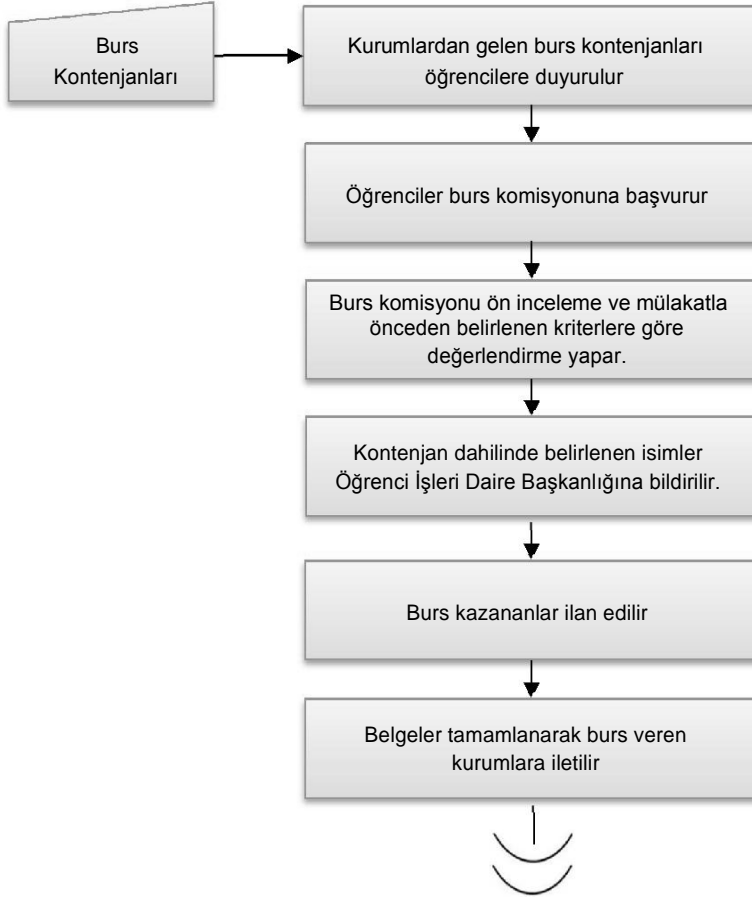 Burs
Kontenjanları
Kurumlardan gelen burs kontenjanları
öğrencilere duyurulur
Öğrenciler burs komisyonuna başvurur
Burs komisyonu ön inceleme ve mülakatla
önceden belirlenen kriterlere göre
değerlendirme yapar.
Kontenjan dahilinde belirlenen isimler
Öğrenci İşleri Daire Başkanlığına bildirilir.
Burs kazananlar ilan edilir
Belgeler tamamlanarak burs veren
kurumlara iletilir